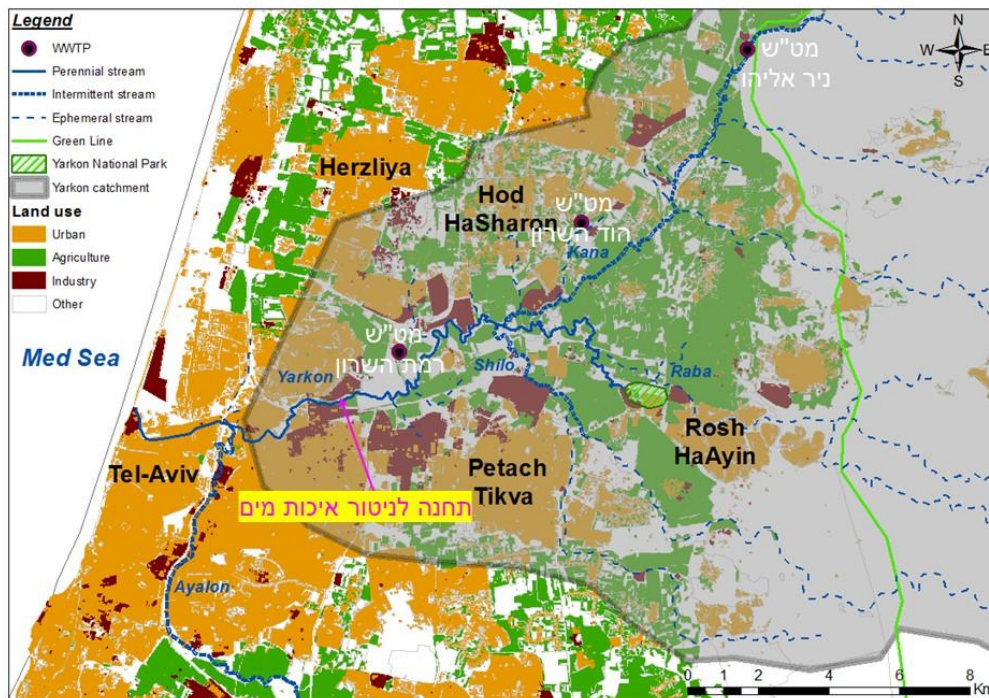 Legend
WWTP
Perennial stream
Intermittent stream
Ephemeral stream
Green Line
Yarkon National Park
Yarkon catchment
Land use
Urban
Agriculture
Industry
Other
N
W E
S
מט"ש
ניר אליהו
Herzliya
Hod
HaSharon
מט"ש
הוד השרון
Kana
Med Sea
מט"ש
רמת השרון
Yarkon
Shilo
Raba
Rosh
HaAyin
Tel-Aviv
Petach
Tikva
תחנה לניטור איכות מים
Ayalon
0 1 2 4 6 8
Km